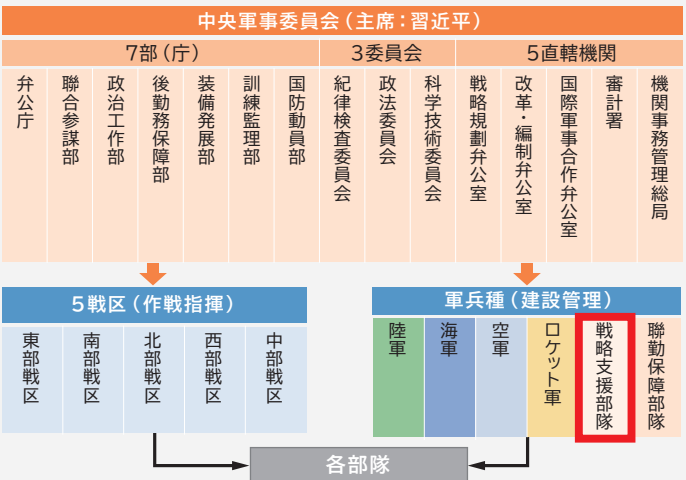 中央軍事委員会（主席：習近平）
7部（庁）
3委員会
5直轄機関
弁公庁
聯合参謀部
政治工作部
後勤務保障部
装備発展部
訓練監理部
国防動員部
紀律検査委員会
政法委員会
科学技術委員会
戦略規劃弁公室
改革・編制弁公室
国際軍事合作弁公室
審計署
機関事務管理総局
5戦区（作戦指揮）
軍兵種（建設管理）
東部戦区
南部戦区
北部戦区
西部戦区
中部戦区
陸軍
海軍
空軍
ロケット軍
戦略支援部隊
聯勤保障部隊
各部隊